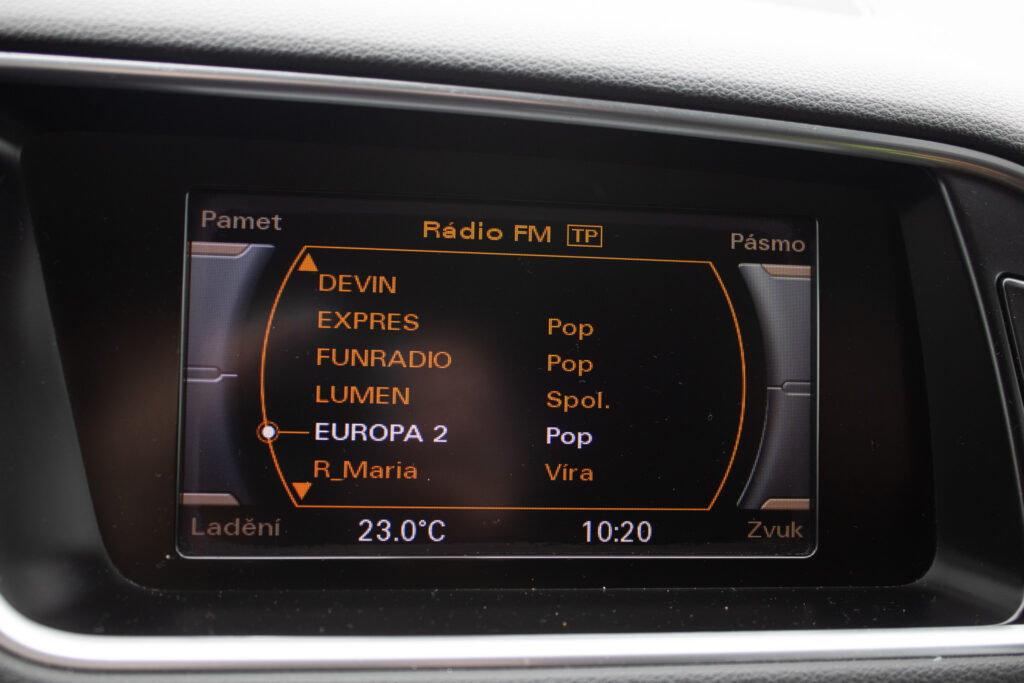 Pamet
Rádio FM TP
Pásmo
DEVIN
EXPRES Pop
FUNRADIO Pop
LUMEN Spol.
EUROPA 2 Pop
R_Maria Víra
Ladění 23.0°C 10:20 Zvuk